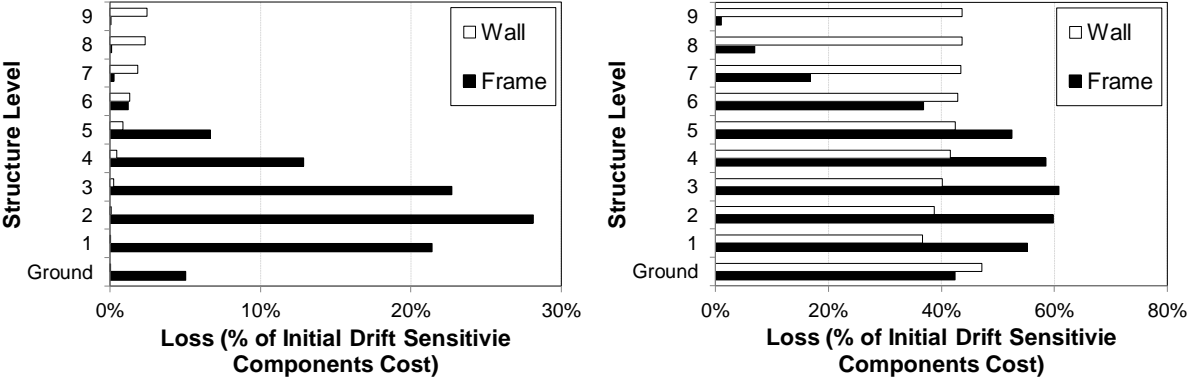 Structure Level
9
8
7
6
5
4
3
2
1
Ground
Wall
Frame
0% 10% 20% 30%
Loss (% of Initial Drift Sensitivie
Components Cost)
Structure Level
9
8
7
6
5
4
3
2
1
Ground
Wall
Frame
0% 20% 40% 60% 80%
Loss (% of Initial Drift Sensitivie
Components Cost)